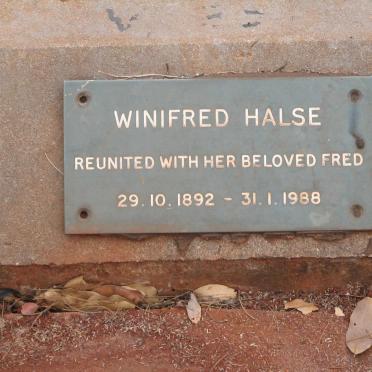 WINIFRED HALSE
REUNITED WITH HER BELOVED FRED
29.10.1892 - 31.1.1988